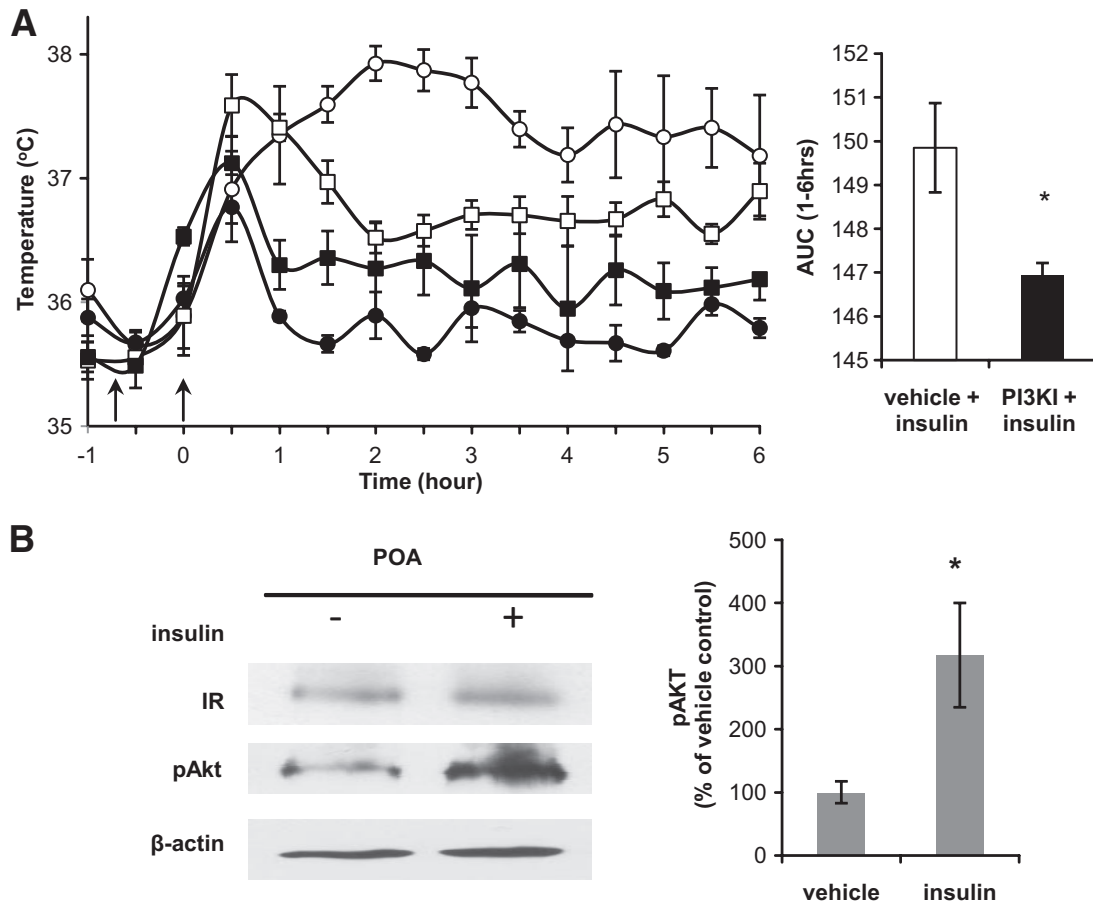 A
Temperature (°C)
38
37
36
35
-1
0
1
2
3
4
5
6
Time (hour)
AUC (1-6hrs)
152
151
150
149
148
147
146
145
*
vehicle +
insulin
PI3KI +
insulin
B
POA
insulin
-
+
IR
pAkt
β-actin
pAKT
(% of vehicle control)
500
400
300
200
100
0
*
vehicle
insulin